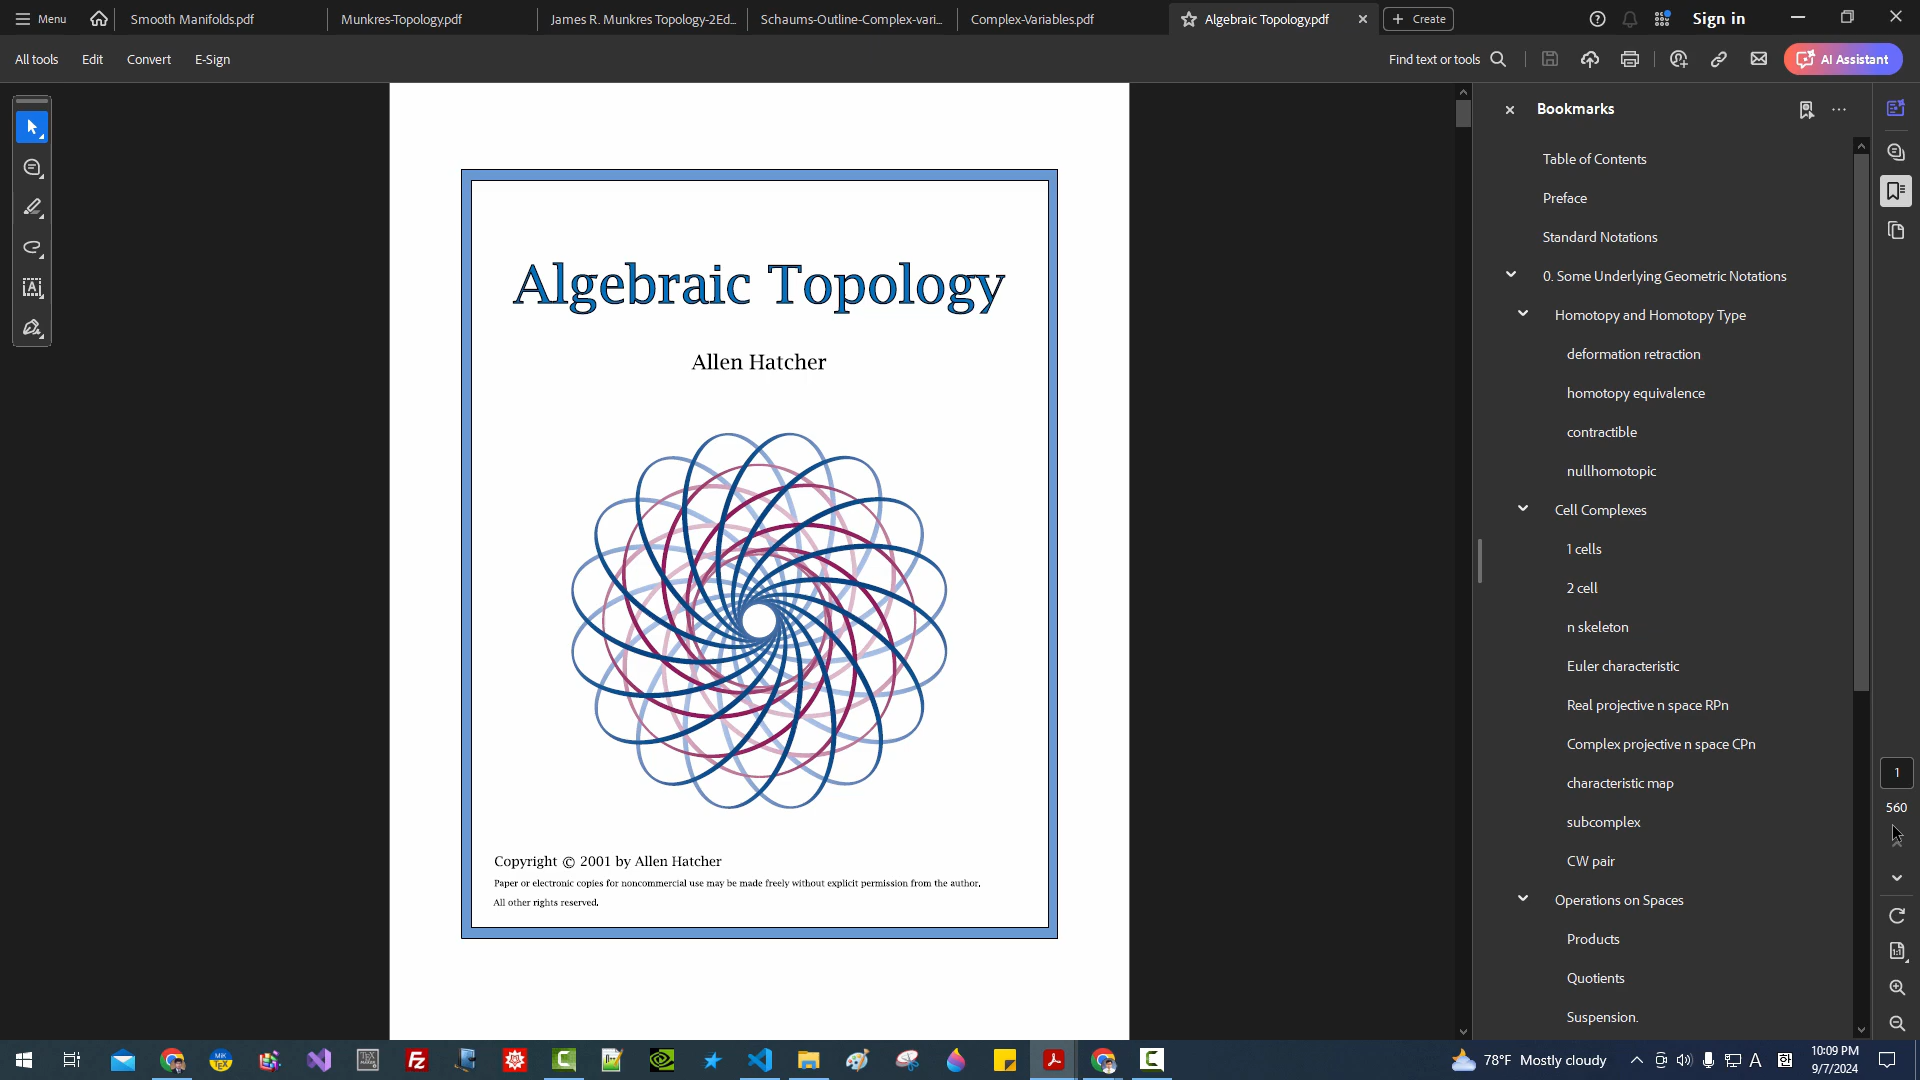 Menu
Smooth Manifolds.pdf
Munkres-Topology.pdf
James R. Munkres Topology-2Ed...
Schaums-Outline-Complex-vari...
Complex-Variables.pdf
Algebraic Topology.pdf
Create
Sign in
All tools
Edit
Convert
E-Sign
Find text or tools
AI Assistant
Algebraic Topology
Allen Hatcher
Copyright © 2001 by Allen Hatcher
Paper or electronic copies for noncommercial use may be made freely without explicit permission from the author.
All other rights reserved.
Bookmarks
Table of Contents
Preface
Standard Notations
0. Some Underlying Geometric Notations
Homotopy and Homotopy Type
deformation retraction
homotopy equivalence
contractible
nullhomotopic
Cell Complexes
1 cells
2 cell
n skeleton
Euler characteristic
Real projective n space RPn
Complex projective n space CPn
characteristic map
subcomplex
CW pair
Operations on Spaces
Products
Quotients
Suspension.
1
560
78°F Mostly cloudy
A
10:09 PM
9/7/2024